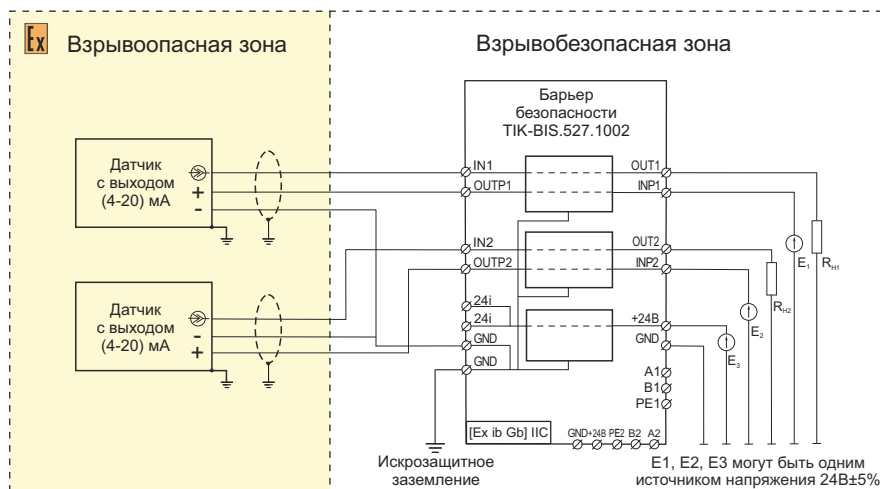 Ex
Взрывоопасная зона
Взрывобезопасная зона
Барьер
безопасности
TIK-BIS.527.1002
Датчик
с выходом
(4-20) мА
+
-
IN1
OUTP1
OUT1
INP1
IN2
OUTP2
OUT2
INP2
E₁
Rн1
Датчик
с выходом
(4-20) мА
-
+
24i
24i
GND
GND
+24В
GND
Rн2
E₂
E₃
A1
B1
PE1
[Ex ib Gb] IIC
GND +24В PE2 B2 A2
Искрозащитное
заземление
E1, E2, E3 могут быть одним
источником напряжения 24В±5%